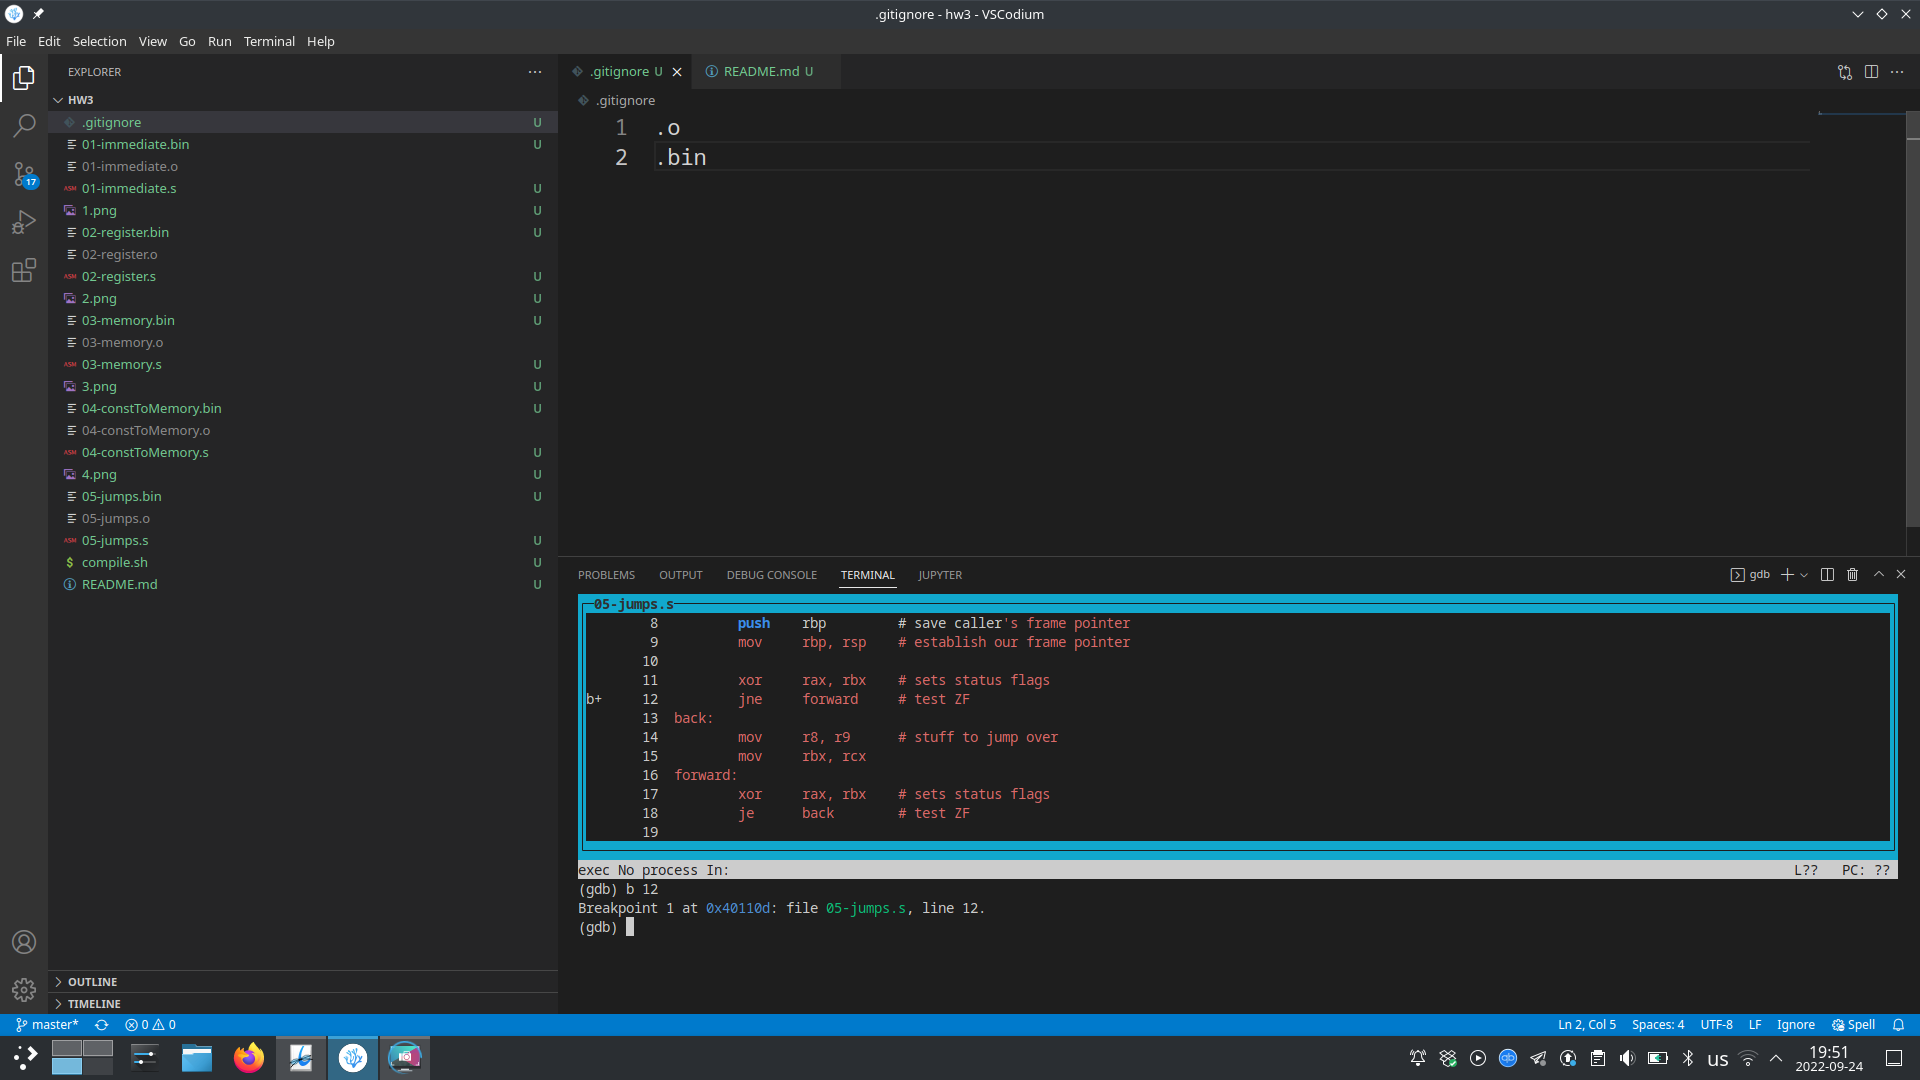 .gitignore - hw3 - VSCodium
File Edit Selection View Go Run Terminal Help
EXPLORER
HW3
.gitignore U
01-immediate.bin U
01-immediate.o
ASM 01-immediate.s U
1.png U
02-register.bin U
02-register.o
ASM 02-register.s U
2.png U
03-memory.bin U
03-memory.o
ASM 03-memory.s U
3.png U
04-constToMemory.bin U
04-constToMemory.o
ASM 04-constToMemory.s U
4.png U
05-jumps.bin U
05-jumps.o
ASM 05-jumps.s U
$ compile.sh U
README.md U
OUTLINE
TIMELINE
17
.gitignore U README.md U
.gitignore
1 .o
2 .bin
PROBLEMS OUTPUT DEBUG CONSOLE TERMINAL JUPYTER gdb
05-jumps.s
8 push rbp # save caller's frame pointer
9 mov rbp, rsp # establish our frame pointer
10
11 xor rax, rbx # sets status flags
b+ 12 jne forward # test ZF
13 back:
14 mov r8, r9 # stuff to jump over
15 mov rbx, rcx
16 forward:
17 xor rax, rbx # sets status flags
18 je back # test ZF
19
exec No process In: L?? PC: ??
(gdb) b 12
Breakpoint 1 at 0x40110d: file 05-jumps.s, line 12.
(gdb)
master* 0 0 Ln 2, Col 5 Spaces: 4 UTF-8 LF Ignore Spell
qb us 19:51
2022-09-24